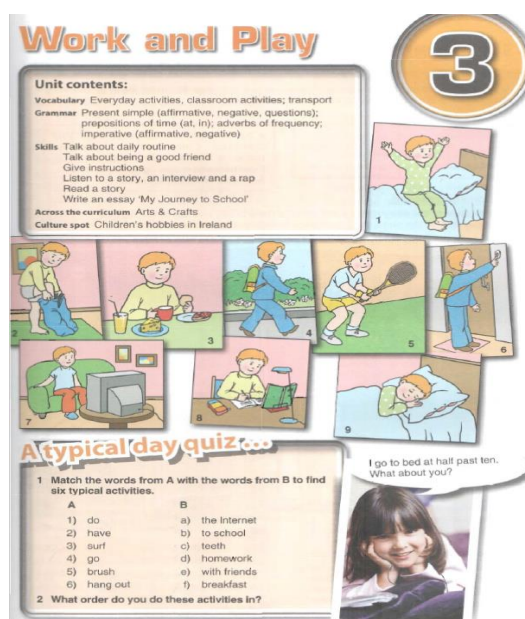 Work and Play
3
Unit contents:
Vocabulary Everyday activities, classroom activities; transport
Grammar Present simple (affirmative, negative, questions);
prepositions of time (at, in); adverbs of frequency;
imperative (affirmative, negative)
Skills Talk about daily routine
Talk about being a good friend
Give instructions
Listen to a story, an interview and a rap
Read a story
Write an essay 'My Journey to School'
Across the curriculum Arts & Crafts
Culture spot Children's hobbies in Ireland
1
2
3
4
5
6
7
8
9
A typical day quiz ...
I go to bed at half past ten.
What about you?
1 Match the words from A with the words from B to find
six typical activities.
A B
1) do a) the Internet
2) have b) to school
3) surf c) teeth
4) go d) homework
5) brush e) with friends
6) hang out f) breakfast
2 What order do you do these activities in?